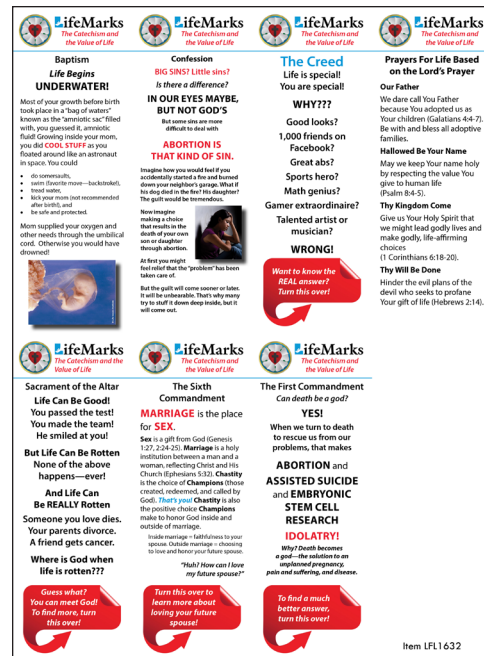 LifeMarks
The Catechism and
the Value of Life
Baptism
Life Begins
UNDERWATER!
Most of your growth before birth
took place in a "bag of waters"
known as the "amniotic sac" filled
with, you guessed it, amniotic
fluid! Growing inside your mom,
you did COOL STUFF as you
floated around like an astronaut
in space. You could
• do somersaults,
• swim (favorite move—backstroke!),
• tread water,
• kick your mom (not recommended
after birth!), and
• be safe and protected.
Mom supplied your oxygen and
other needs through the umbilical
cord. Otherwise you would have
drowned!
LifeMarks
The Catechism and
the Value of Life
Confession
BIG SINS? Little sins?
Is there a difference?
IN OUR EYES MAYBE,
BUT NOT GOD'S
But some sins are more
difficult to deal with
ABORTION IS
THAT KIND OF SIN.
Imagine how you would feel if you
accidentally started a fire and burned
down your neighbor's garage. What if
his dog died in the fire? His daughter?
The guilt would be tremendous.
Now imagine
making a choice
that results in the
death of your own
son or daughter
through abortion.
At first you might
feel relief that the "problem" has been
taken care of.
But the guilt will come sooner or later.
It will be unbearable. That's why many
try to stuff it down deep inside, but it
will come out.
LifeMarks
The Catechism and
the Value of Life
The Creed
Life is special!
You are special!
WHY???
Good looks?
1,000 friends on
Facebook?
Great abs?
Sports hero?
Math genius?
Gamer extraordinaire?
Talented artist or
musician?
WRONG!
Want to know the
REAL answer?
Turn this over!
LifeMarks
The Catechism and
the Value of Life
Prayers For Life Based
on the Lord's Prayer
Our Father
We dare call You Father
because You adopted us as
Your children (Galatians 4:4-7).
Be with and bless all adoptive
families.
Hallowed Be Your Name
May we keep Your name holy
by respecting the value You
give to human life
(Psalm 8:4-5).
Thy Kingdom Come
Give us Your Holy Spirit that
we might lead godly lives and
make godly, life-affirming
choices
(1 Corinthians 6:18-20).
Thy Will Be Done
Hinder the evil plans of the
devil who seeks to profane
Your gift of life (Hebrews 2:14).
LifeMarks
The Catechism and the
Value of Life
Sacrament of the Altar
Life Can Be Good!
You passed the test!
You made the team!
He smiled at you!
But Life Can Be Rotten
None of the above
happens—ever!
And Life Can
Be REALLY Rotten
Someone you love dies.
Your parents divorce.
A friend gets cancer.
Where is God when
life is rotten???
Guess what?
You can meet God!
To find more, turn
this over!
LifeMarks
The Catechism and
the Value of Life
The Sixth
Commandment
MARRIAGE is the place
for SEX.
Sex is a gift from God (Genesis
1:27, 2:24-25). Marriage is a holy
institution between a man and a
woman, reflecting Christ and His
Church (Ephesians 5:32). Chastity
is the choice of Champions (those
created, redeemed, and called by
God). That's you! Chastity is also
the positive choice Champions
make to honor God inside and
outside of marriage.
Inside marriage = faithfulness to your
spouse. Outside marriage = choosing
to love and honor your future spouse.
"Huh? How can I love
my future spouse?"
Turn this over to
learn more about
loving your future
spouse!
LifeMarks
The Catechism and
the Value of Life
The First Commandment
Can death be a god?
YES!
When we turn to death
to rescue us from our
problems, that makes
ABORTION and
ASSISTED SUICIDE
and EMBRYONIC
STEM CELL
RESEARCH
IDOLATRY!
Why? Death becomes
a god—the solution to an
unplanned pregnancy,
pain and suffering, and disease.
To find a much
better answer,
turn this over!
Item LFL1632